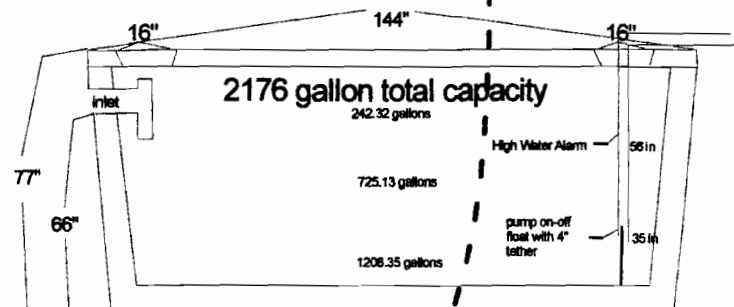 144"
16"
16"
inlet
2176 gallon total capacity
242.32 gallons
High Water Alarm
56 in
77"
725.13 gallons
66"
pump on-off
float with 4"
tether
35 in
1208.35 gallons